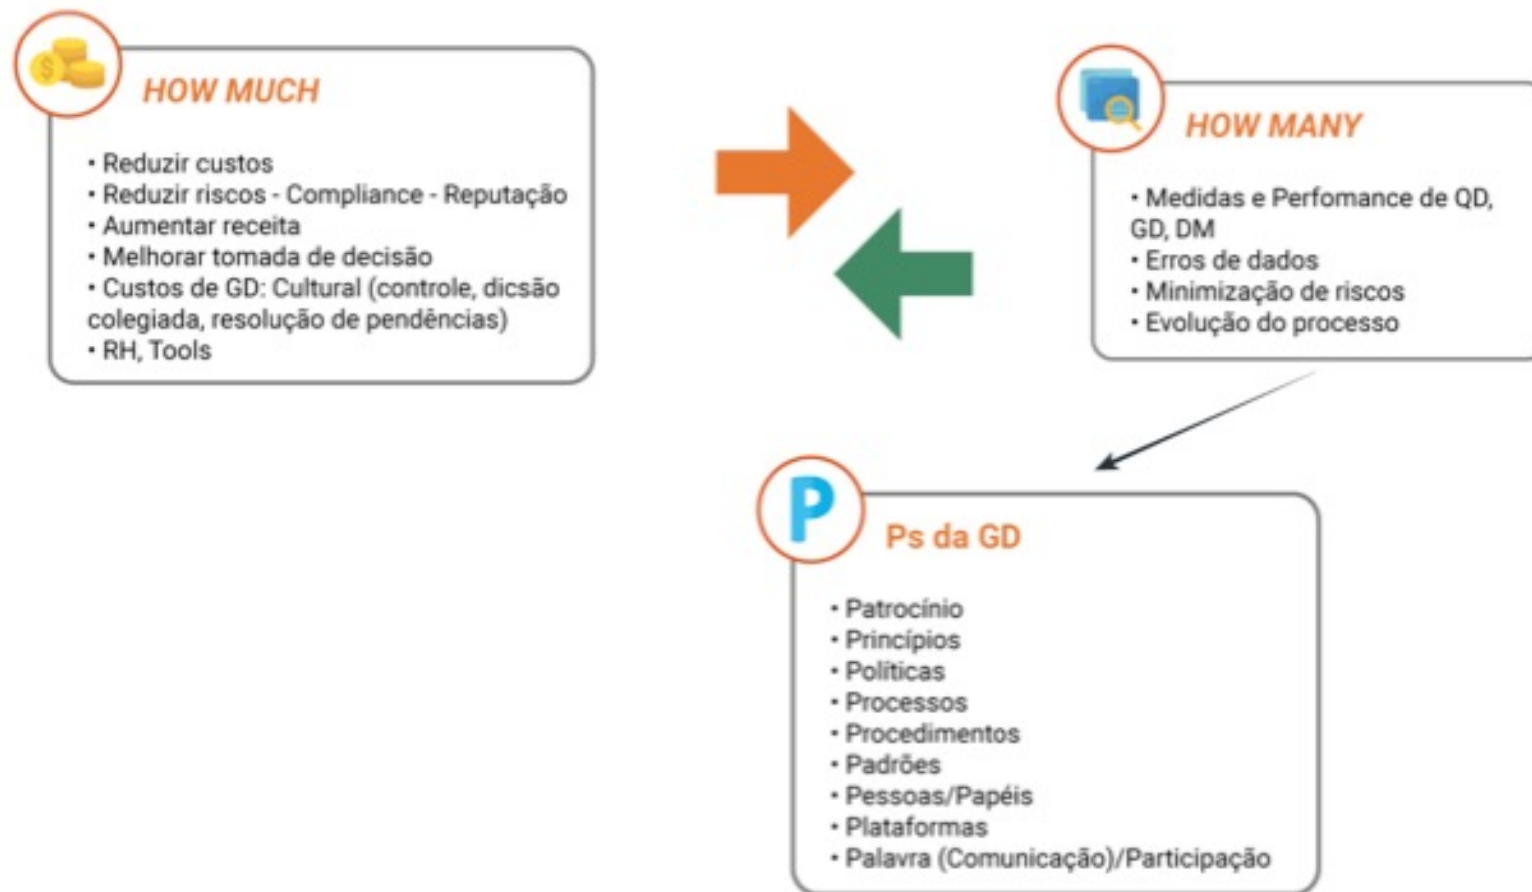 $
HOW MUCH
• Reduzir custos
• Reduzir riscos - Compliance - Reputação
• Aumentar receita
• Melhorar tomada de decisão
• Custos de GD: Cultural (controle, dicsão
colegiada, resolução de pendências)
• RH, Tools
HOW MANY
• Medidas e Perfomance de QD,
GD, DM
• Erros de dados
• Minimização de riscos
• Evolução do processo
P
Ps da GD
• Patrocínio
• Princípios
• Políticas
• Processos
• Procedimentos
• Padrões
• Pessoas/Papéis
• Plataformas
• Palavra (Comunicação)/Participação